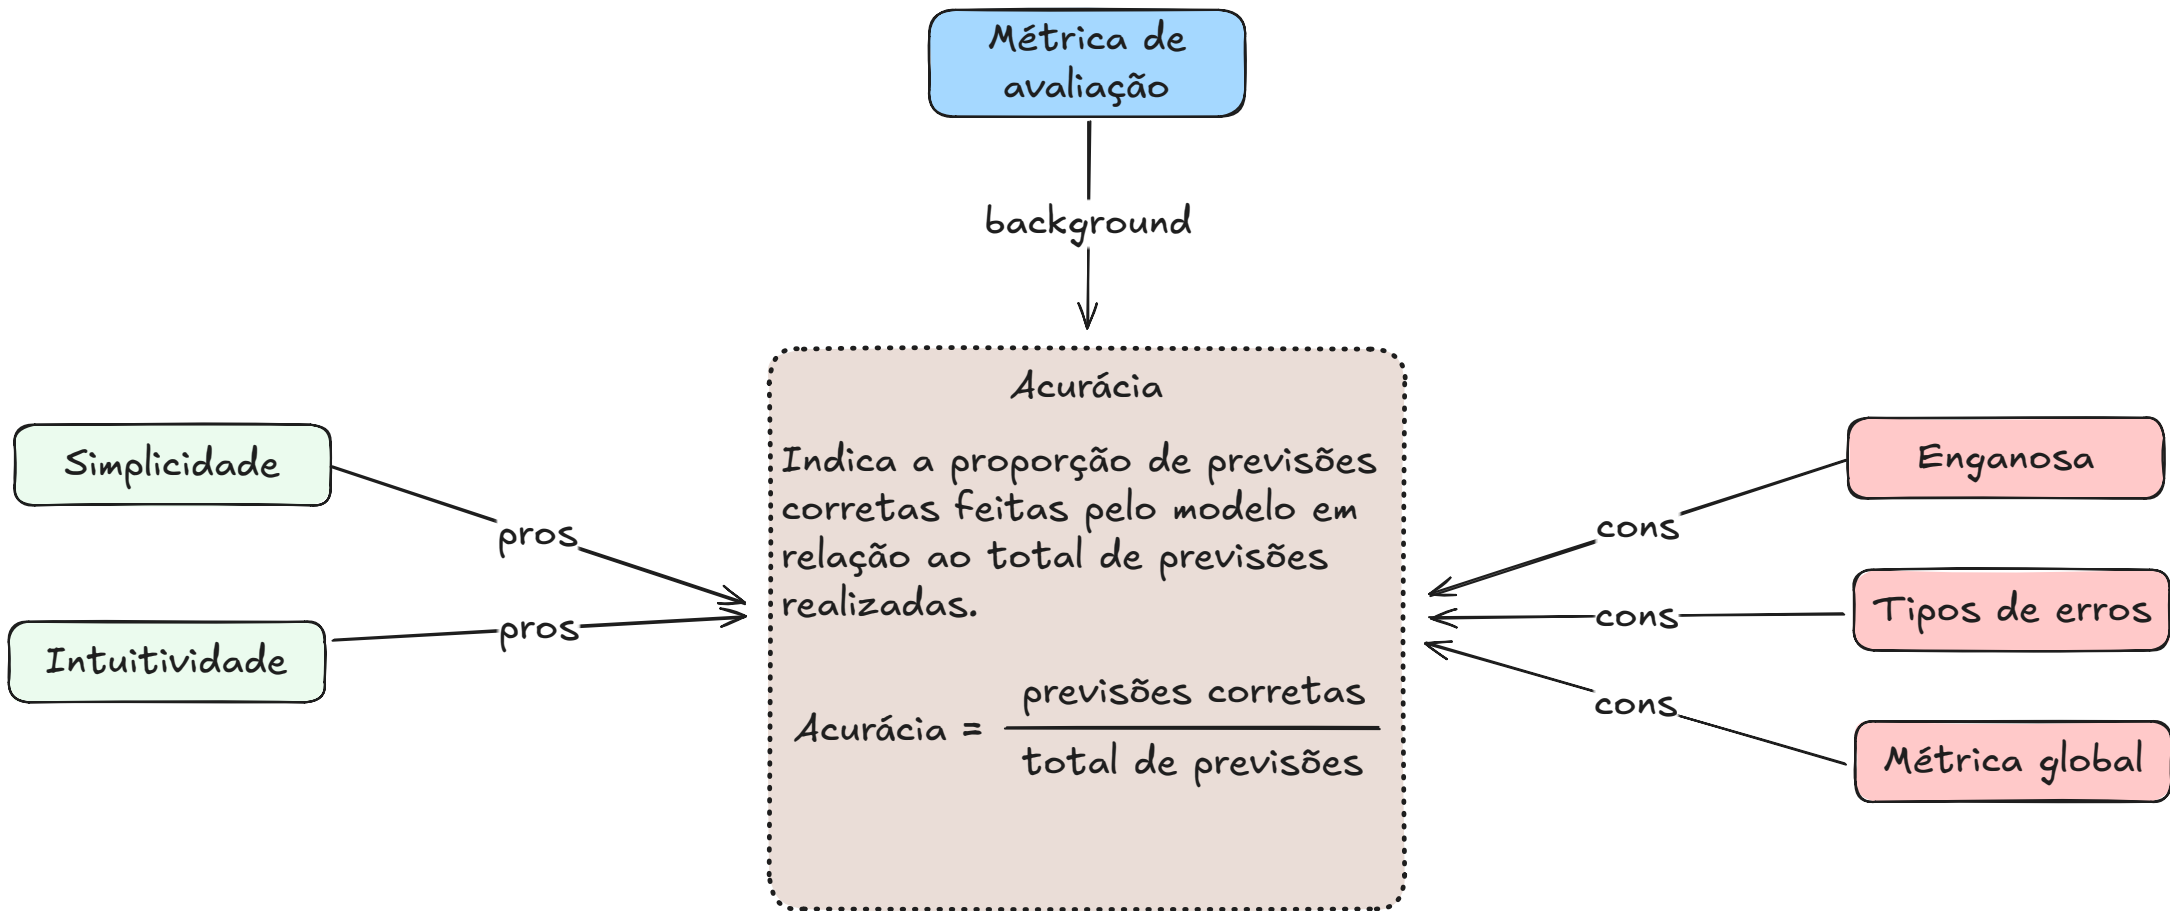 Métrica de
avaliação
background
Acurácia
Indica a proporção de previsões
corretas feitas pelo modelo em
relação ao total de previsões
realizadas.
Acurácia = previsões corretas
total de previsões
Simplicidade
pros
Intuitividade
pros
Enganosa
cons
Tipos de erros
cons
Métrica global
cons